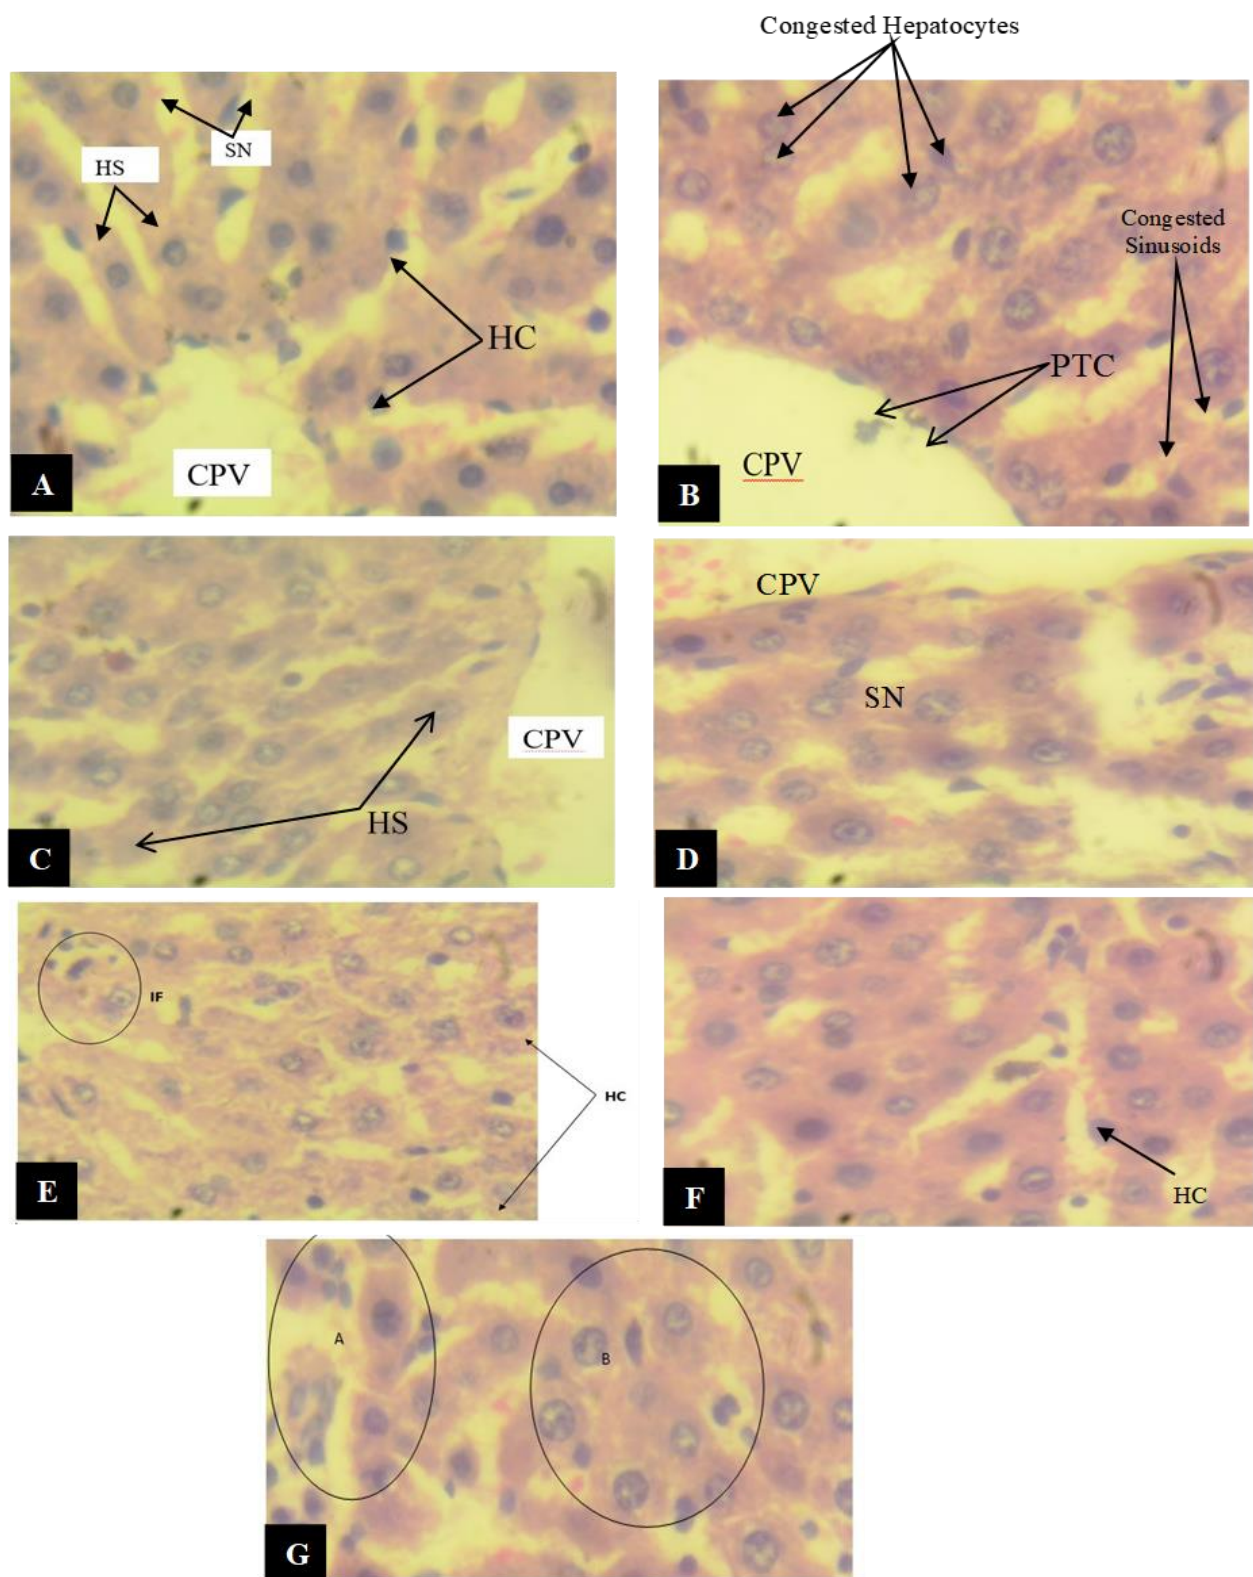 Congested Hepatocytes
SN
HS
HC
CPV
A
Congested
Sinusoids
PTC
CPV
B
CPV
HS
C
CPV
SN
D
IF
HC
E
HC
F
A
B
G